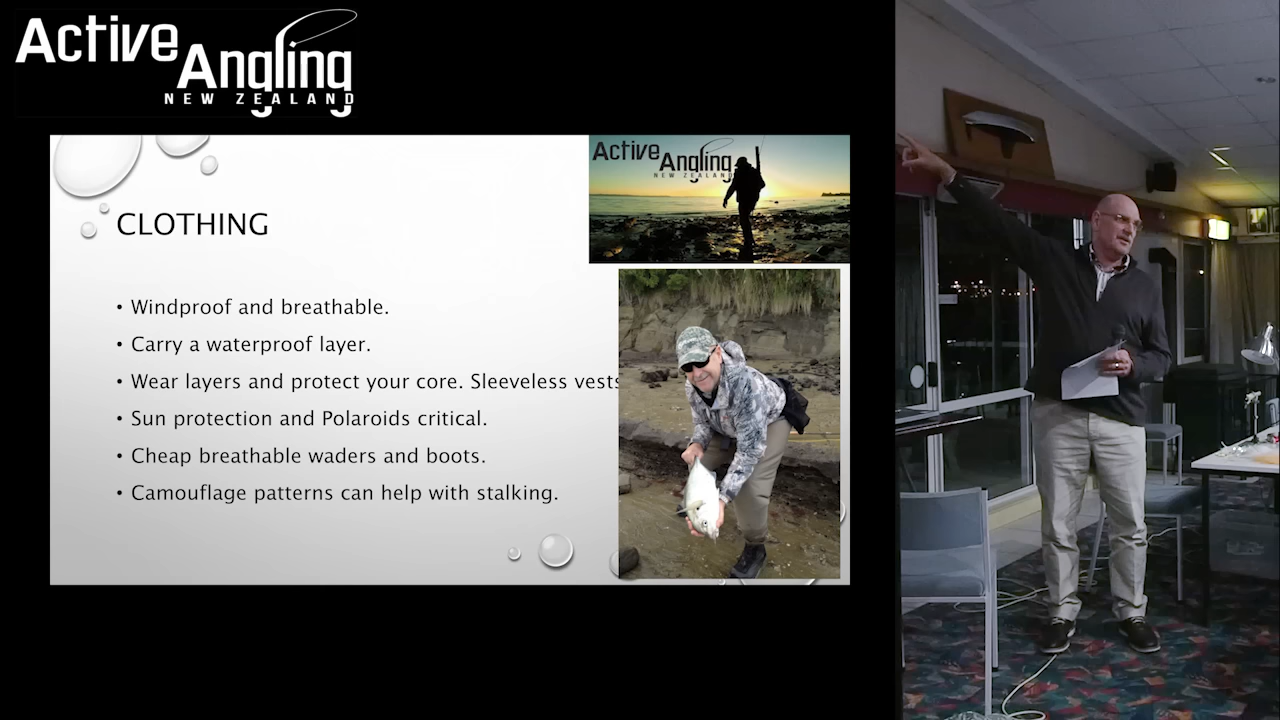 Active
Angling
NEW ZEALAND
Active Angling
NEW ZEALAND
CLOTHING
• Windproof and breathable.
• Carry a waterproof layer.
• Wear layers and protect your core. Sleeveless vests
• Sun protection and Polaroids critical.
• Cheap breathable waders and boots.
• Camouflage patterns can help with stalking.